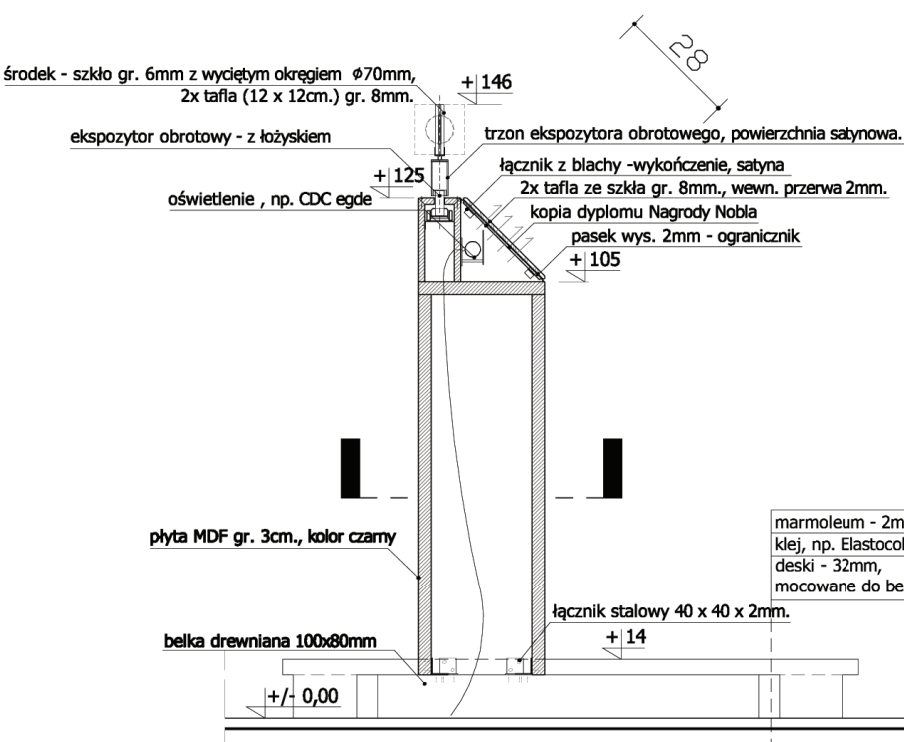 28
środek - szkło gr. 6mm z wyciętym okręgiem ϕ70mm,
2x tafla (12 x 12cm.) gr. 8mm.
+ 146
ekspozytor obrotowy - z łożyskiem
trzon ekspozytora obrotowego, powierzchnia satynowa.
łącznik z blachy -wykończenie, satyna
+ 125
2x tafla ze szkła gr. 8mm., wewn. przerwa 2mm.
oświetlenie , np. CDC egde
kopia dyplomu Nagrody Nobla
pasek wys. 2mm - ogranicznik
+ 105
marmoleum - 2m
klej, np. Elastocol
płyta MDF gr. 3cm., kolor czarny
deski - 32mm,
mocowane do be
łącznik stalowy 40 x 40 x 2mm.
belka drewniana 100x80mm
+ 14
+/- 0,00